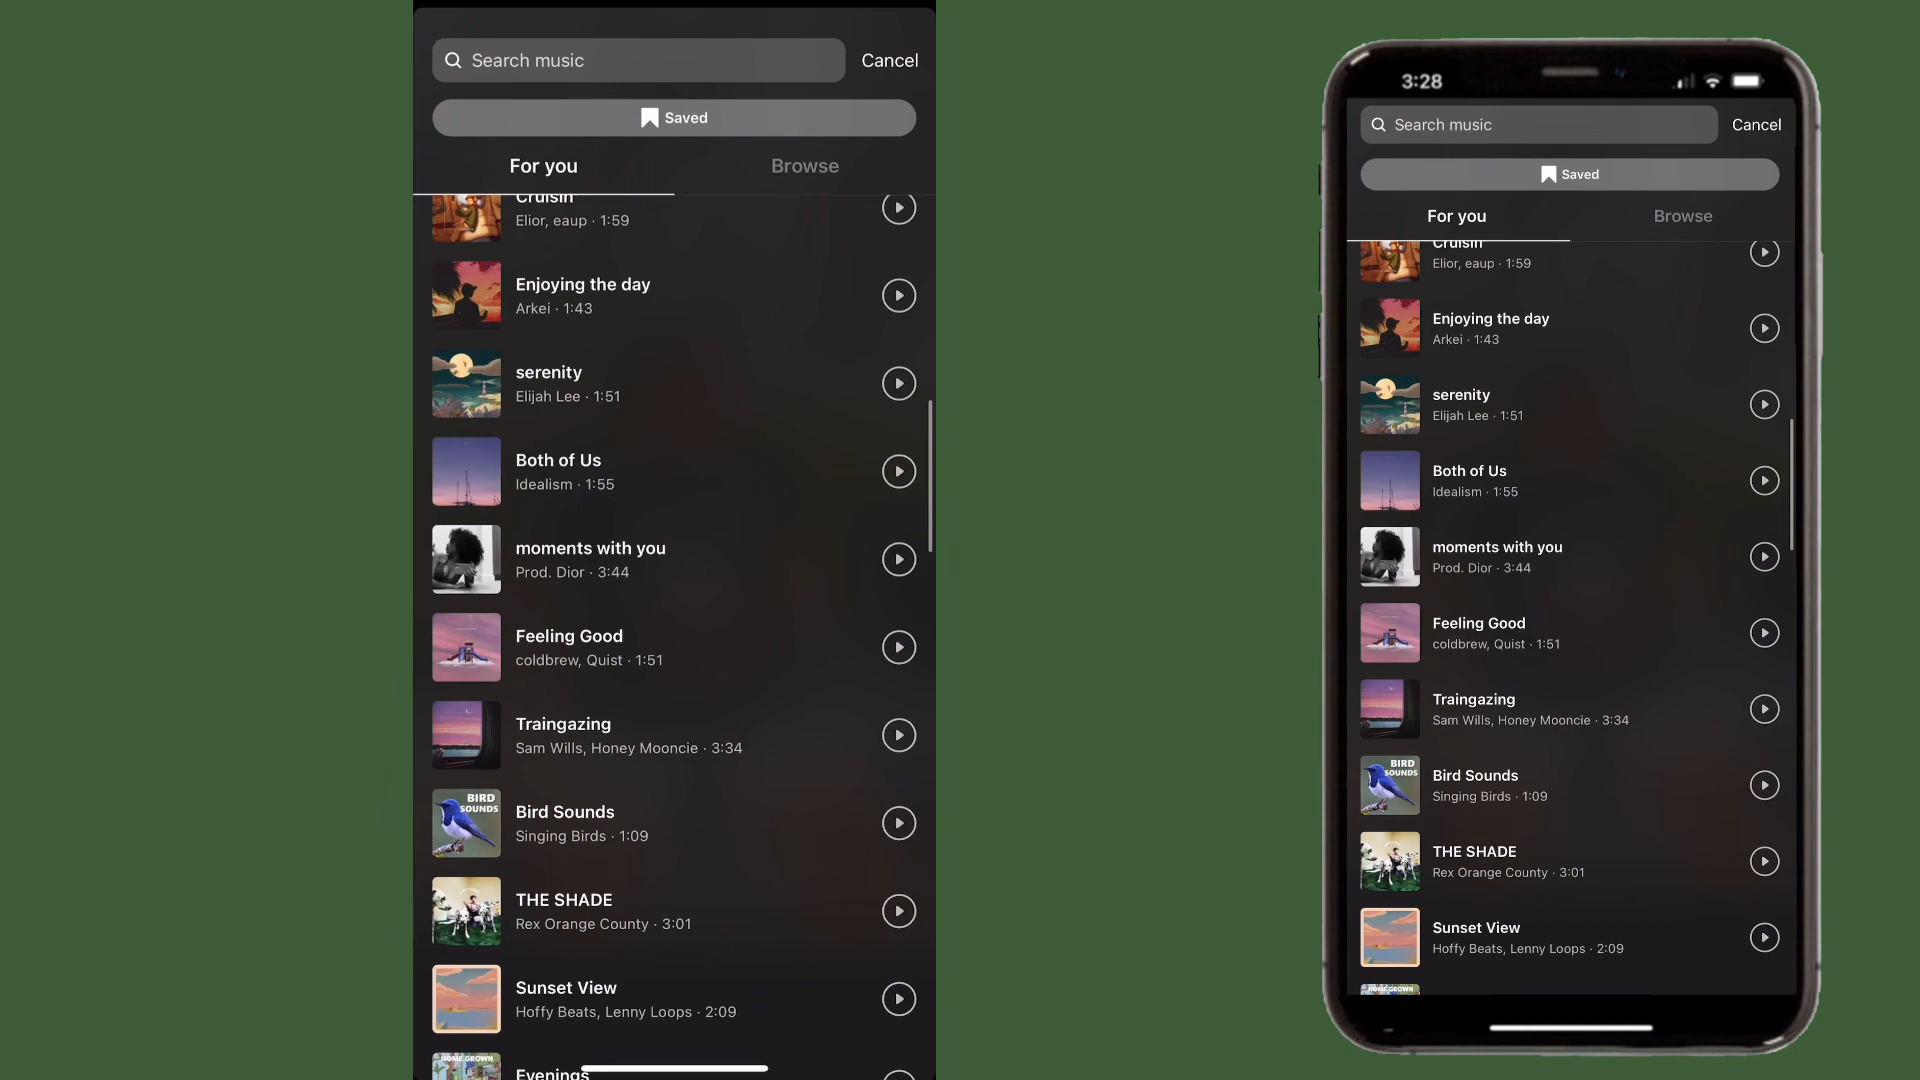 Search music
Cancel
Saved
For you
Browse
Cruisin
Elior, eaup · 1:59
Enjoying the day
Arkei · 1:43
serenity
Elijah Lee · 1:51
Both of Us
Idealism · 1:55
moments with you
Prod. Dior · 3:44
Feeling Good
coldbrew, Quist · 1:51
Traingazing
Sam Wills, Honey Mooncie · 3:34
BIRD
SOUNDS
Bird Sounds
Singing Birds · 1:09
THE SHADE
Rex Orange County · 3:01
Sunset View
Hoffy Beats, Lenny Loops · 2:09
HOME GROWN
Evenings
3:28
Search music
Cancel
Saved
For you
Browse
Cruisin
Elior, eaup · 1:59
Enjoying the day
Arkei · 1:43
serenity
Elijah Lee · 1:51
Both of Us
Idealism · 1:55
moments with you
Prod. Dior · 3:44
Feeling Good
coldbrew, Quist · 1:51
Traingazing
Sam Wills, Honey Mooncie · 3:34
BIRD
SOUNDS
Bird Sounds
Singing Birds · 1:09
THE SHADE
Rex Orange County · 3:01
Sunset View
Hoffy Beats, Lenny Loops · 2:09
HOME GROWN